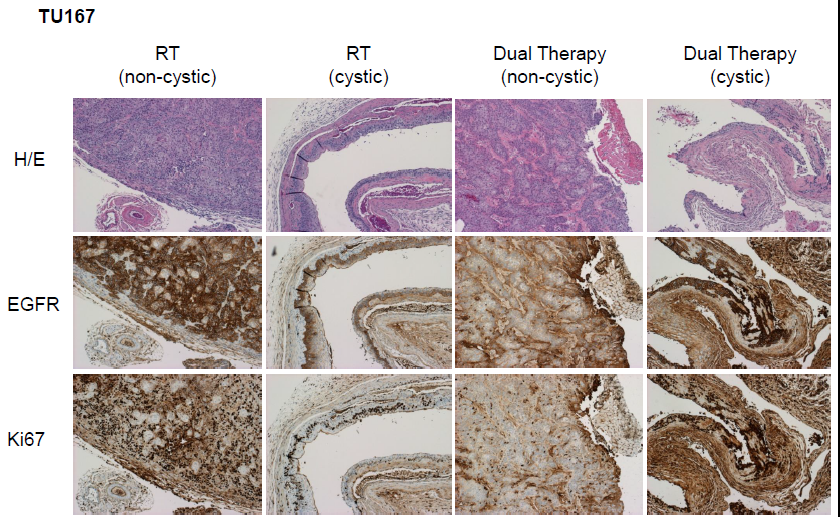 TU167
RT
(non-cystic)
RT
(cystic)
Dual Therapy
(non-cystic)
Dual Therapy
(cystic)
H/E
EGFR
Ki67